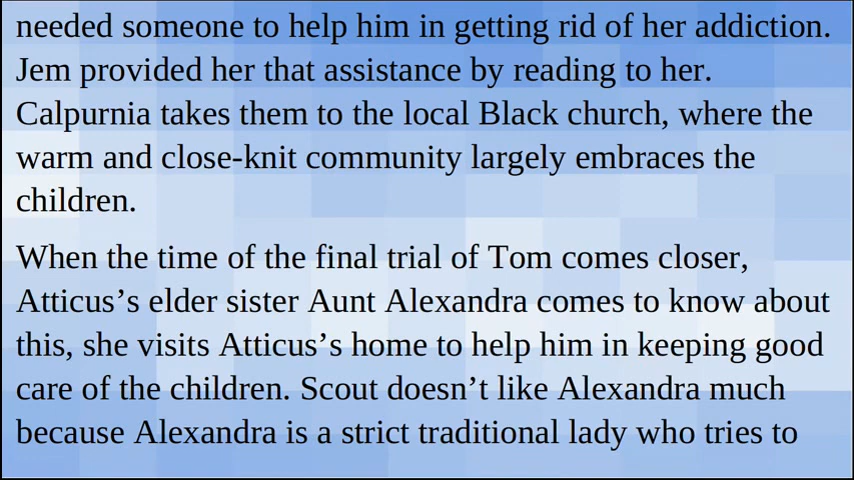 needed someone to help him in getting rid of her addiction.
Jem provided her that assistance by reading to her.
Calpurnia takes them to the local Black church, where the
warm and close-knit community largely embraces the
children.
When the time of the final trial of Tom comes closer,
Atticus’s elder sister Aunt Alexandra comes to know about
this, she visits Atticus’s home to help him in keeping good
care of the children. Scout doesn’t like Alexandra much
because Alexandra is a strict traditional lady who tries to